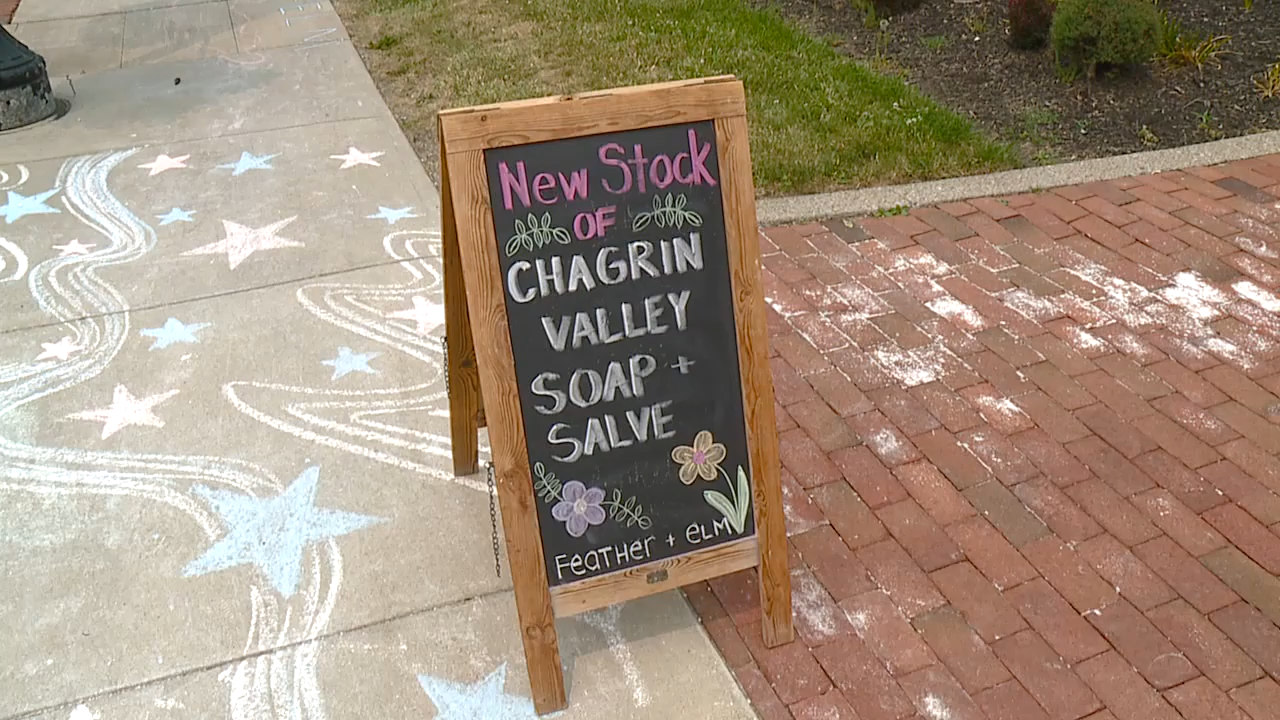 New Stock
OF
CHAGRIN
VALLEY
SOAP +
SALVE
FeaTHer + eLM